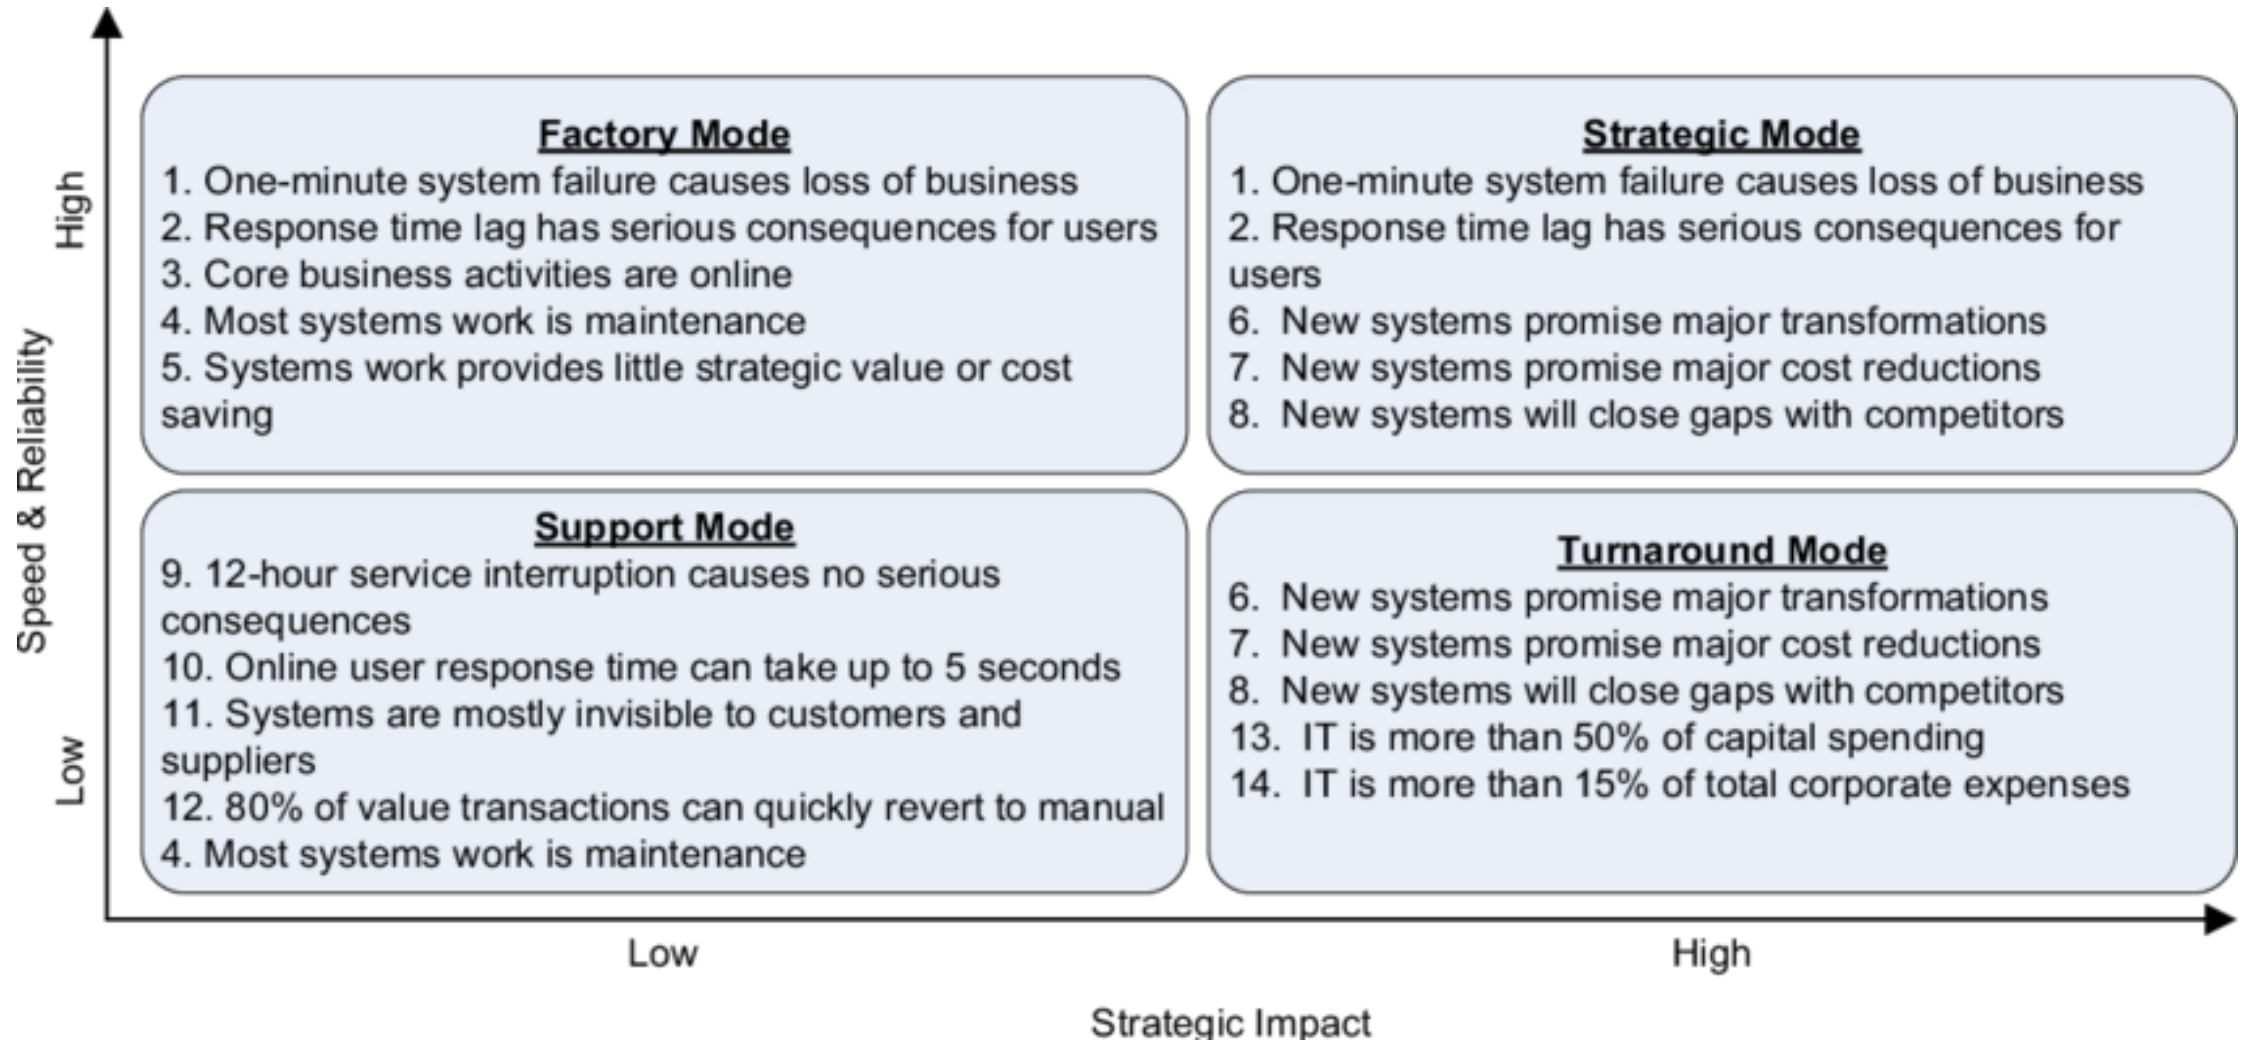 Factory Mode
1. One-minute system failure causes loss of business
2. Response time lag has serious consequences for users
3. Core business activities are online
4. Most systems work is maintenance
5. Systems work provides little strategic value or cost
saving
Strategic Mode
1. One-minute system failure causes loss of business
2. Response time lag has serious consequences for
users
6. New systems promise major transformations
7. New systems promise major cost reductions
8. New systems will close gaps with competitors
Support Mode
9. 12-hour service interruption causes no serious
consequences
10. Online user response time can take up to 5 seconds
11. Systems are mostly invisible to customers and
suppliers
12. 80% of value transactions can quickly revert to manual
4. Most systems work is maintenance
Turnaround Mode
6. New systems promise major transformations
7. New systems promise major cost reductions
8. New systems will close gaps with competitors
13. IT is more than 50% of capital spending
14. IT is more than 15% of total corporate expenses
High
Low
Speed & Reliability
Low
High
Strategic Impact